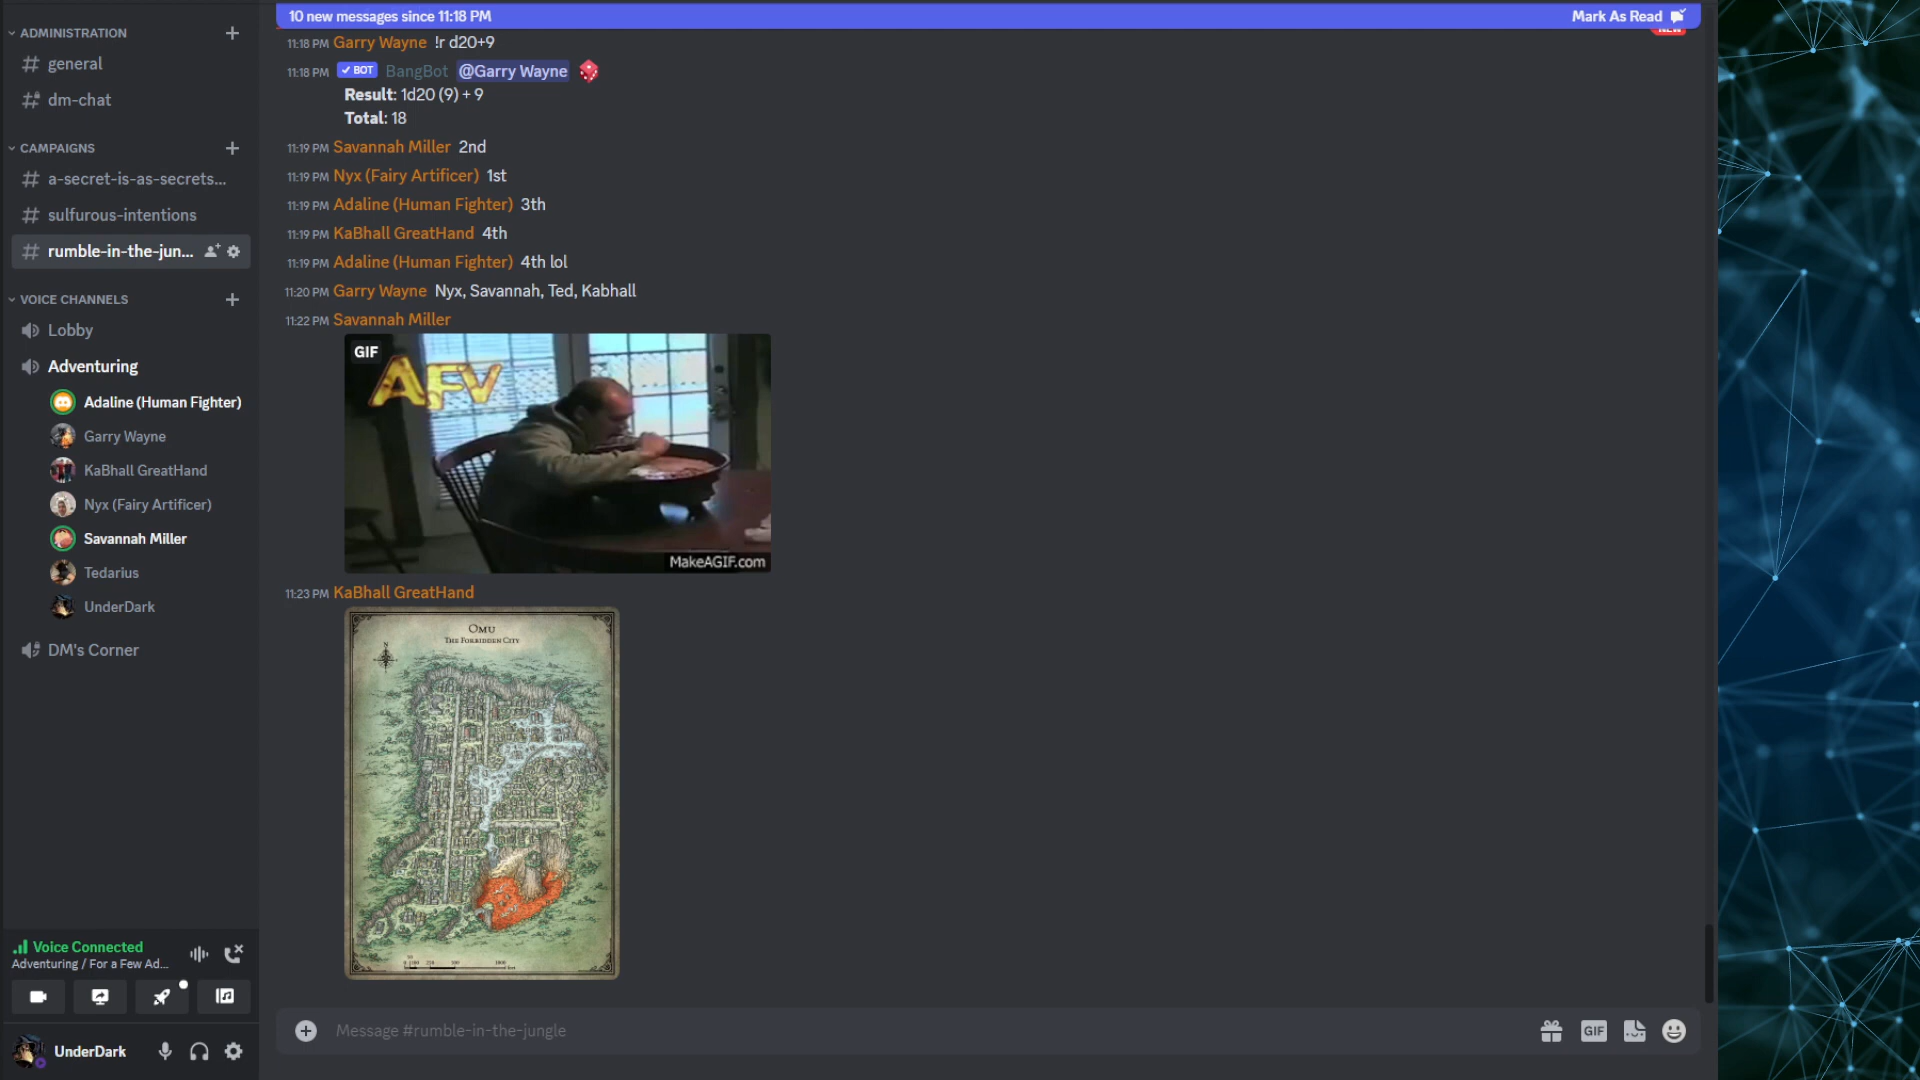 ADMINISTRATION
general
dm-chat
CAMPAIGNS
a-secret-is-as-secrets...
sulfurous-intentions
rumble-in-the-jun...
VOICE CHANNELS
Lobby
Adventuring
Adaline (Human Fighter)
Garry Wayne
KaBhall GreatHand
Nyx (Fairy Artificer)
Savannah Miller
Tedarius
UnderDark
DM's Corner
Voice Connected
Adventuring / For a Few Ad...
UnderDark
10 new messages since 11:18 PM
Mark As Read
NEW
11:18 PM Garry Wayne !r d20+9
11:18 PM BOT BangBot @Garry Wayne
Result: 1d20 (9) + 9
Total: 18
11:19 PM Savannah Miller 2nd
11:19 PM Nyx (Fairy Artificer) 1st
11:19 PM Adaline (Human Fighter) 3th
11:19 PM KaBhall GreatHand 4th
11:19 PM Adaline (Human Fighter) 4th lol
11:20 PM Garry Wayne Nyx, Savannah, Ted, Kabhall
11:22 PM Savannah Miller
GIF
AFV
MakeAGIF.com
11:23 PM KaBhall GreatHand
OMU
THE FORBIDDEN CITY
N
Message #rumble-in-the-jungle
GIF